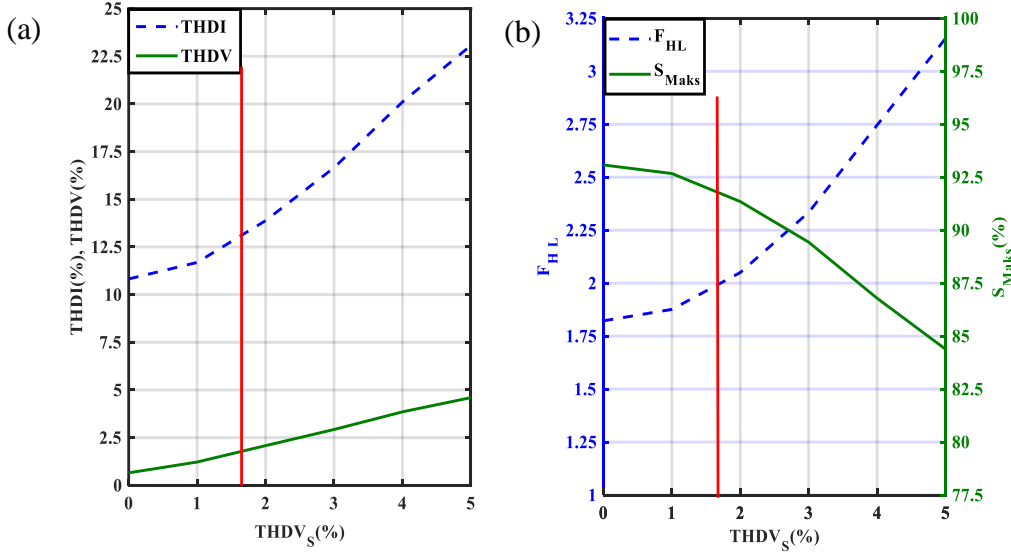 (a)
THDI
THDV
THDI(%), THDV(%)
25
22.5
20
17.5
15
12.5
10
7.5
5
2.5
0
0 1 2 3 4 5
THDV_S(%)
(b)
F_HL
S_Maks
F_HL
3.25
3
2.75
2.5
2.25
2
1.75
1.5
1.25
1
0 1 2 3 4 5
THDV_S(%)
100
97.5
95
92.5
90
87.5
85
82.5
80
77.5
S_Maks(%)